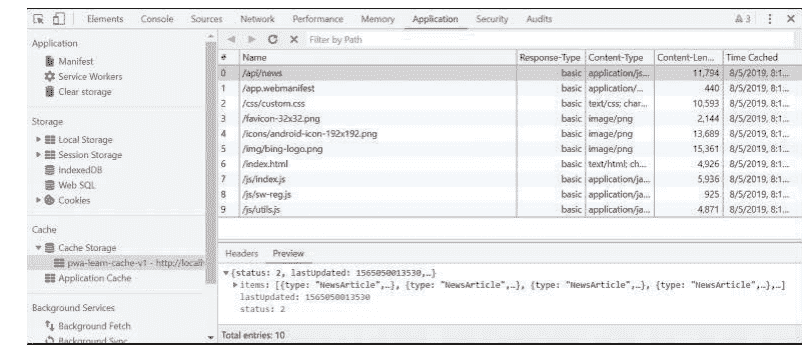 Elements Console Sources Network Performance Memory Application Security Audits 3
Application
Manifest
Service Workers
Clear storage
Storage
Local Storage
Session Storage
IndexedDB
Web SQL
Cookies
Cache
Cache Storage
pwa-learn-cache-v1 - http://localh
Application Cache
Background Services
Background Fetch
Background Sync
Filter by Path
# Name Response-Type Content-Type Content-Len... Time Cached
0 /api/news basic application/js... 11,794 8/5/2019, 8:1...
1 /app.webmanifest basic application/... 440 8/5/2019, 8:1...
2 /css/custom.css basic text/css; char... 10,593 8/5/2019, 8:1...
3 /favicon-32x32.png basic image/png 2,144 8/5/2019, 8:1...
4 /icons/android-icon-192x192.png basic image/png 13,689 8/5/2019, 8:1...
5 /img/bing-logo.png basic image/png 15,361 8/5/2019, 8:1...
6 /index.html basic text/html; ch... 4,926 8/5/2019, 8:1...
7 /js/index.js basic application/ja... 5,936 8/5/2019, 8:1...
8 /js/sw-reg.js basic application/ja... 925 8/5/2019, 8:1...
9 /js/utils.js basic application/ja... 4,871 8/5/2019, 8:1...
Headers Preview
{status: 2, lastUpdated: 1565050013530,…}
items: [{type: "NewsArticle",…}, {type: "NewsArticle",…}, {type: "NewsArticle",…}, {type: "NewsArticle",…},…]
lastUpdated: 1565050013530
status: 2
Total entries: 10